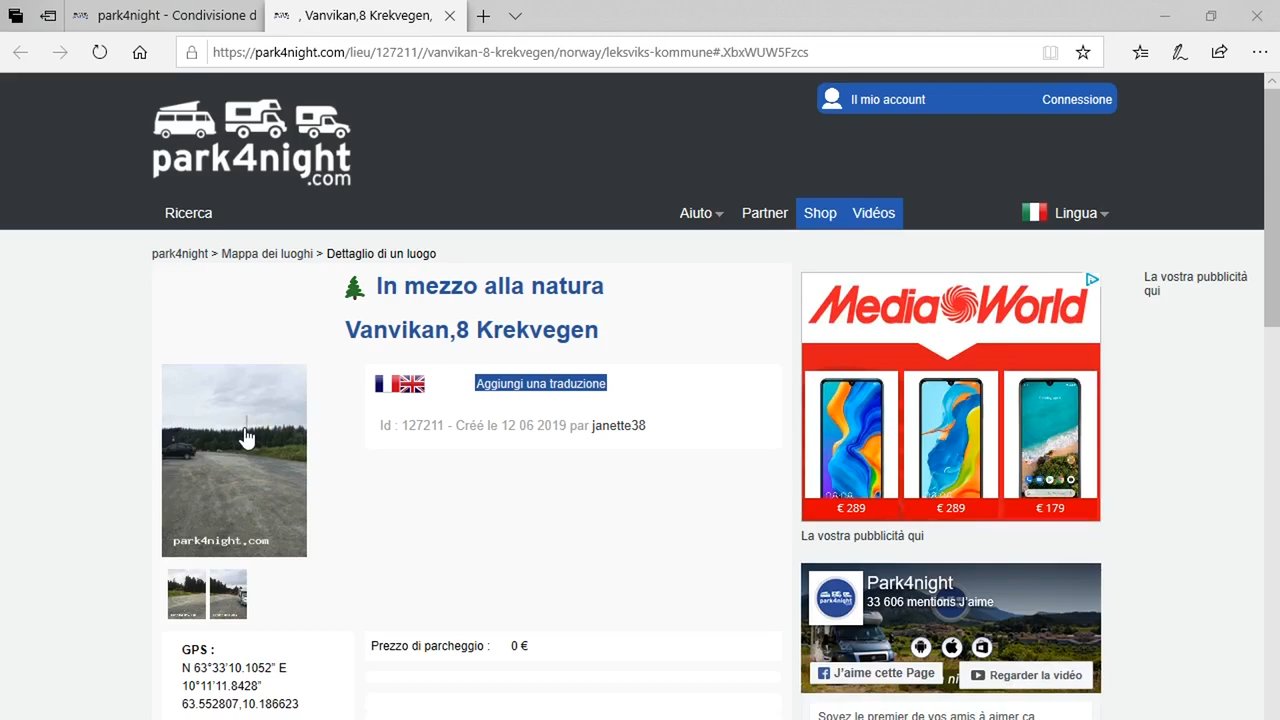 park4night - Condivisione d
, Vanvikan,8 Krekvegen,
https://park4night.com/lieu/127211//vanvikan-8-krekvegen/norway/leksviks-kommune#.XbxWUW5Fzcs
park4night
.com
Il mio account
Connessione
Ricerca
Aiuto
Partner
Shop
Vidéos
Lingua
park4night > Mappa dei luoghi > Dettaglio di un luogo
In mezzo alla natura
Vanvikan,8 Krekvegen
Aggiungi una traduzione
Id : 127211 - Créé le 12 06 2019 par janette38
park4night.com
GPS :
N 63°33'10.1052” E
10°11'11.8428”
63.552807,10.186623
Prezzo di parcheggio : 0 €
MediaWorld
€ 289
€ 289
€ 179
La vostra pubblicità qui
La vostra pubblicità
qui
park4night
Park4night
33 606 mentions J’aime
J'aime cette Page
Regarder la vidéo
Soyez le premier de vos amis à aimer ça